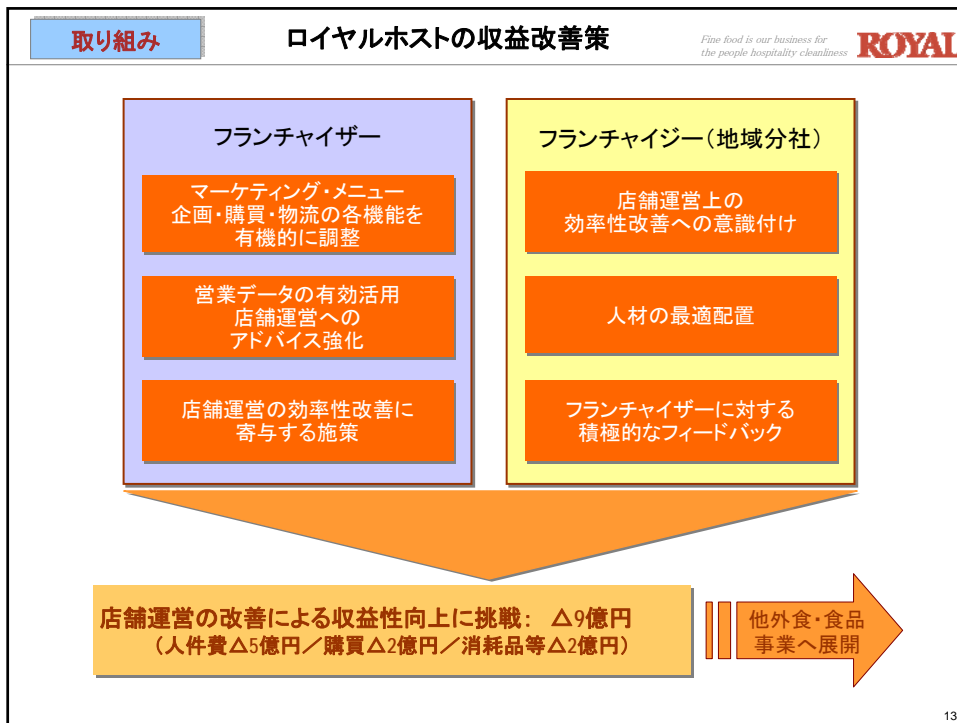 取り組み
ロイヤルホストの収益改善策
Fine food is our business for
the people hospitality cleanliness
ROYAL
フランチャイザー
マーケティング・メニュー
企画・購買・物流の各機能を
有機的に調整
営業データの有効活用
店舗運営への
アドバイス強化
店舗運営の効率性改善に
寄与する施策
フランチャイジー（地域分社）
店舗運営上の
効率性改善への意識付け
人材の最適配置
フランチャイザーに対する
積極的なフィードバック
店舗運営の改善による収益性向上に挑戦： △9億円
（人件費△5億円／購買△2億円／消耗品等△2億円）
他外食・食品
事業へ展開
13